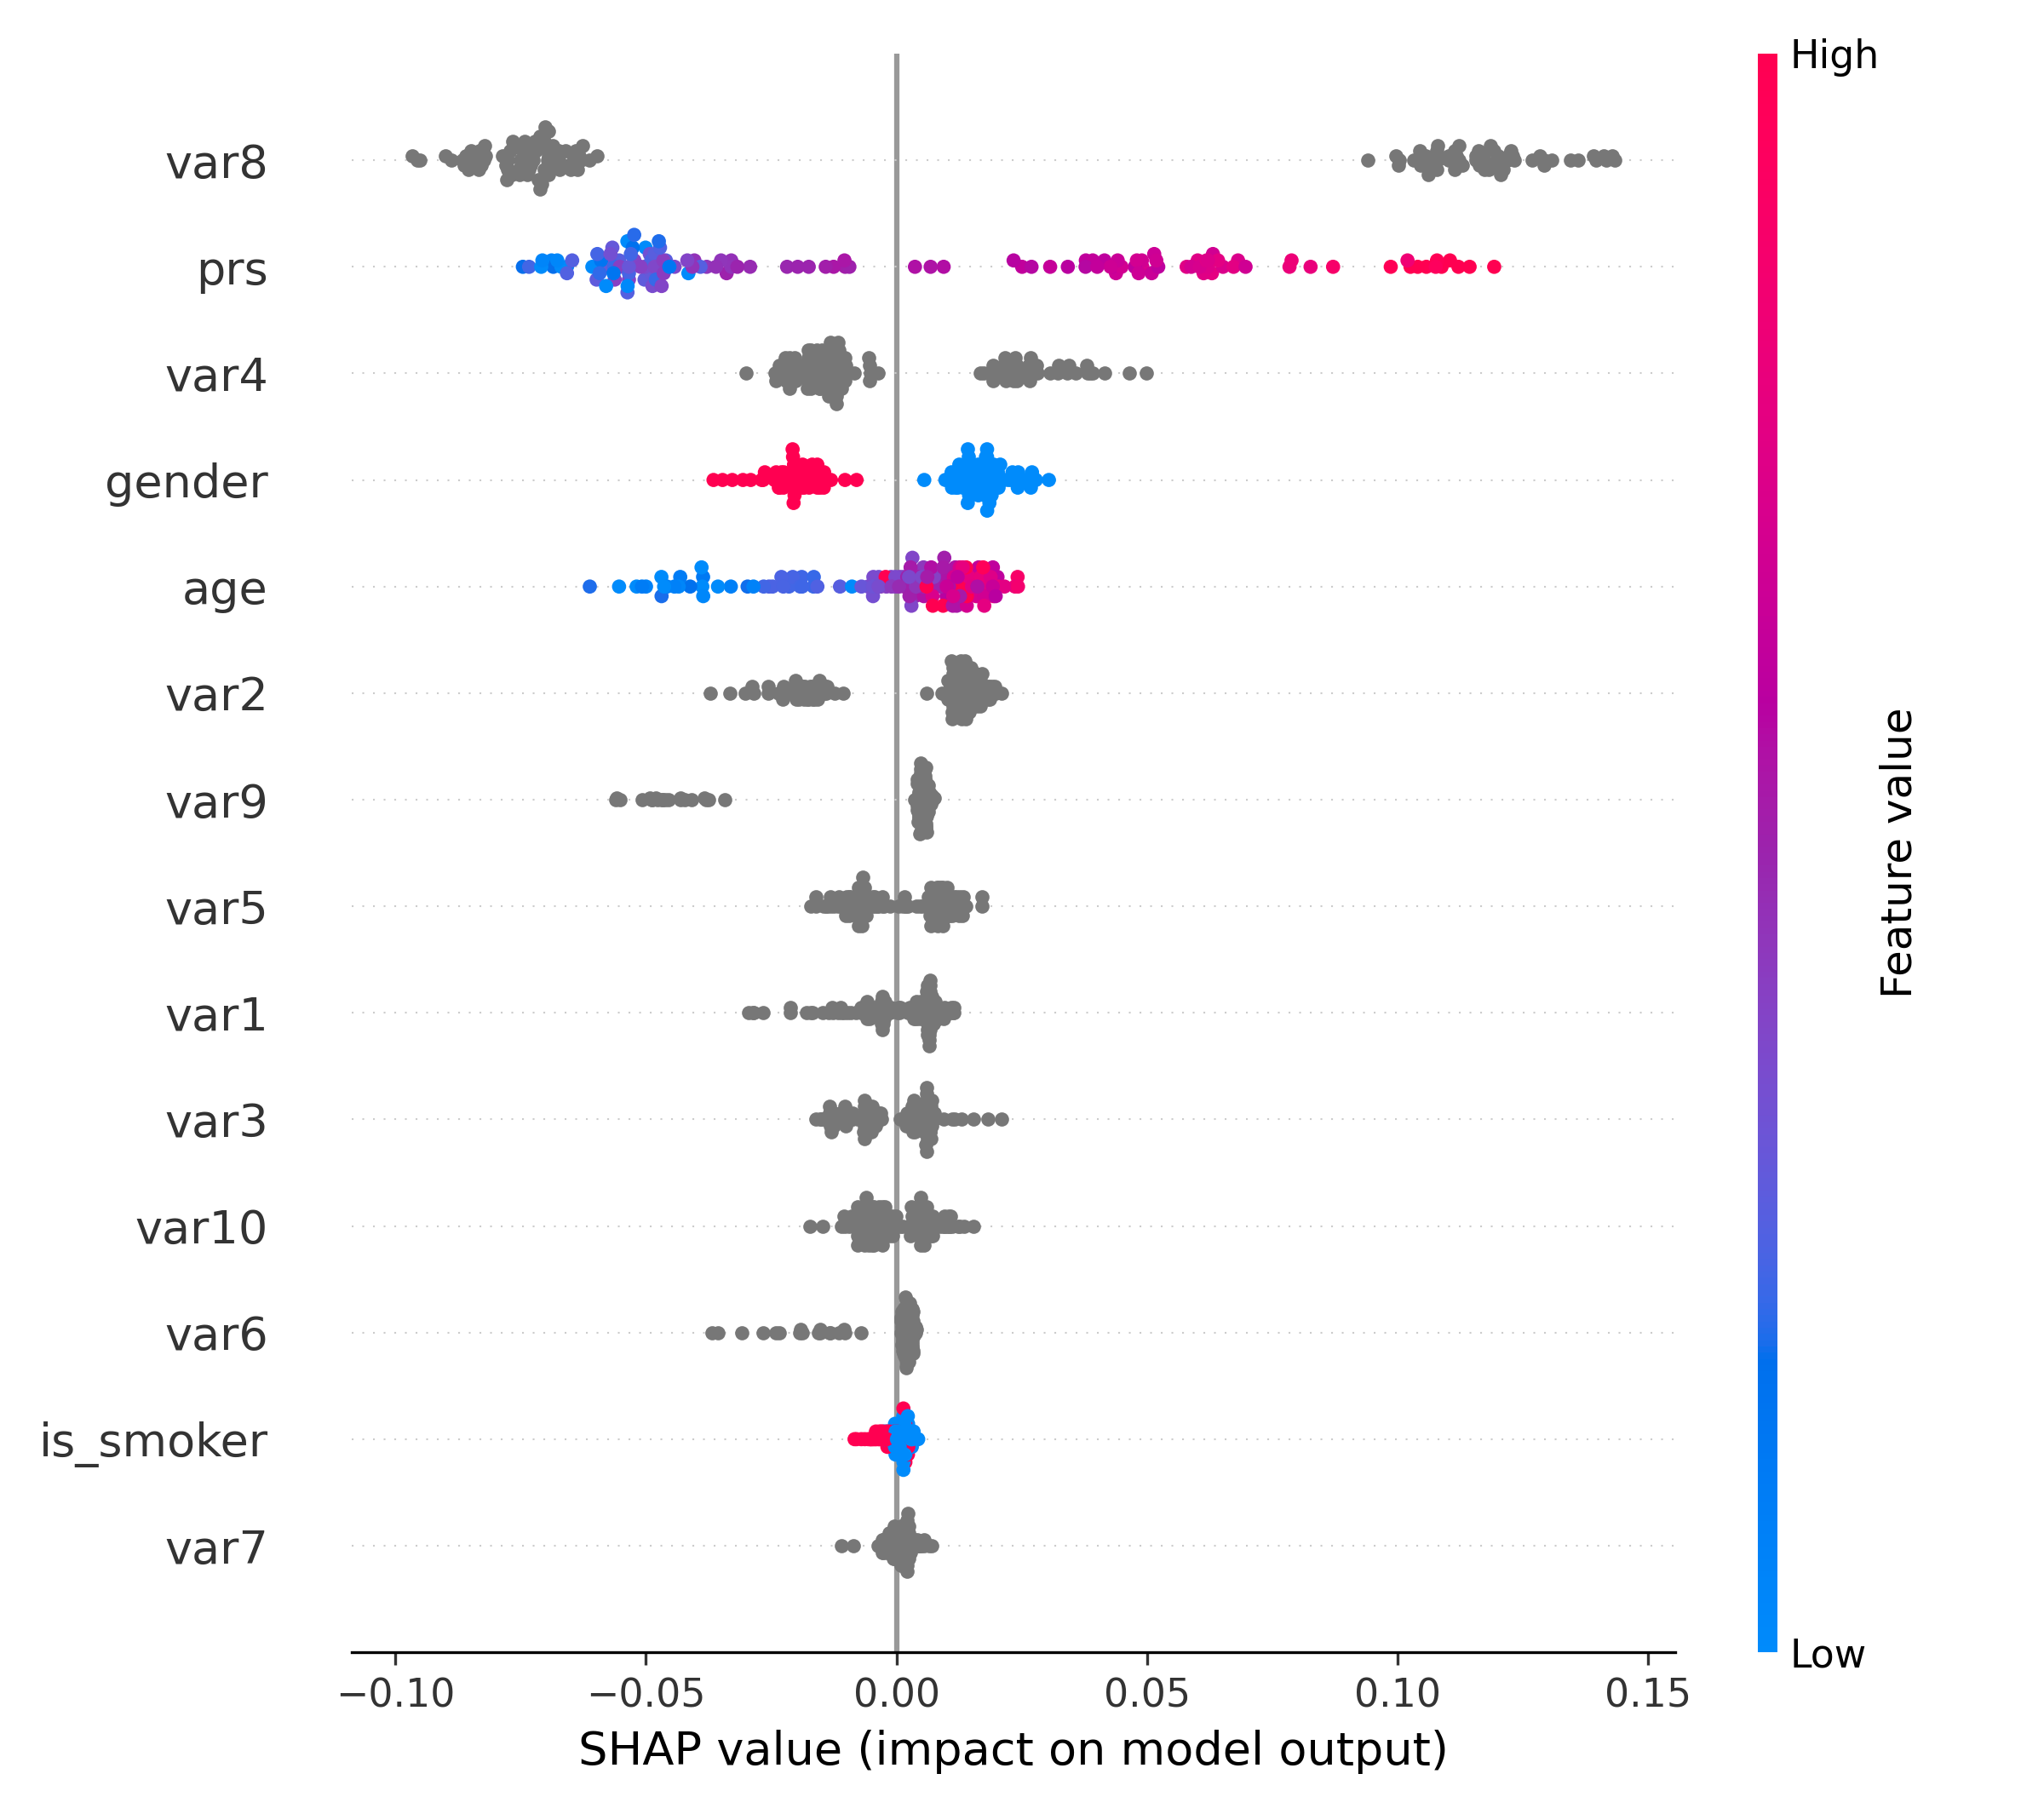 High
var8
prs
var4
gender
age
var2
var9
var5
var1
var3
var10
var6
is_smoker
var7
Feature value
Low
−0.10 −0.05 0.00 0.05 0.10 0.15
SHAP value (impact on model output)